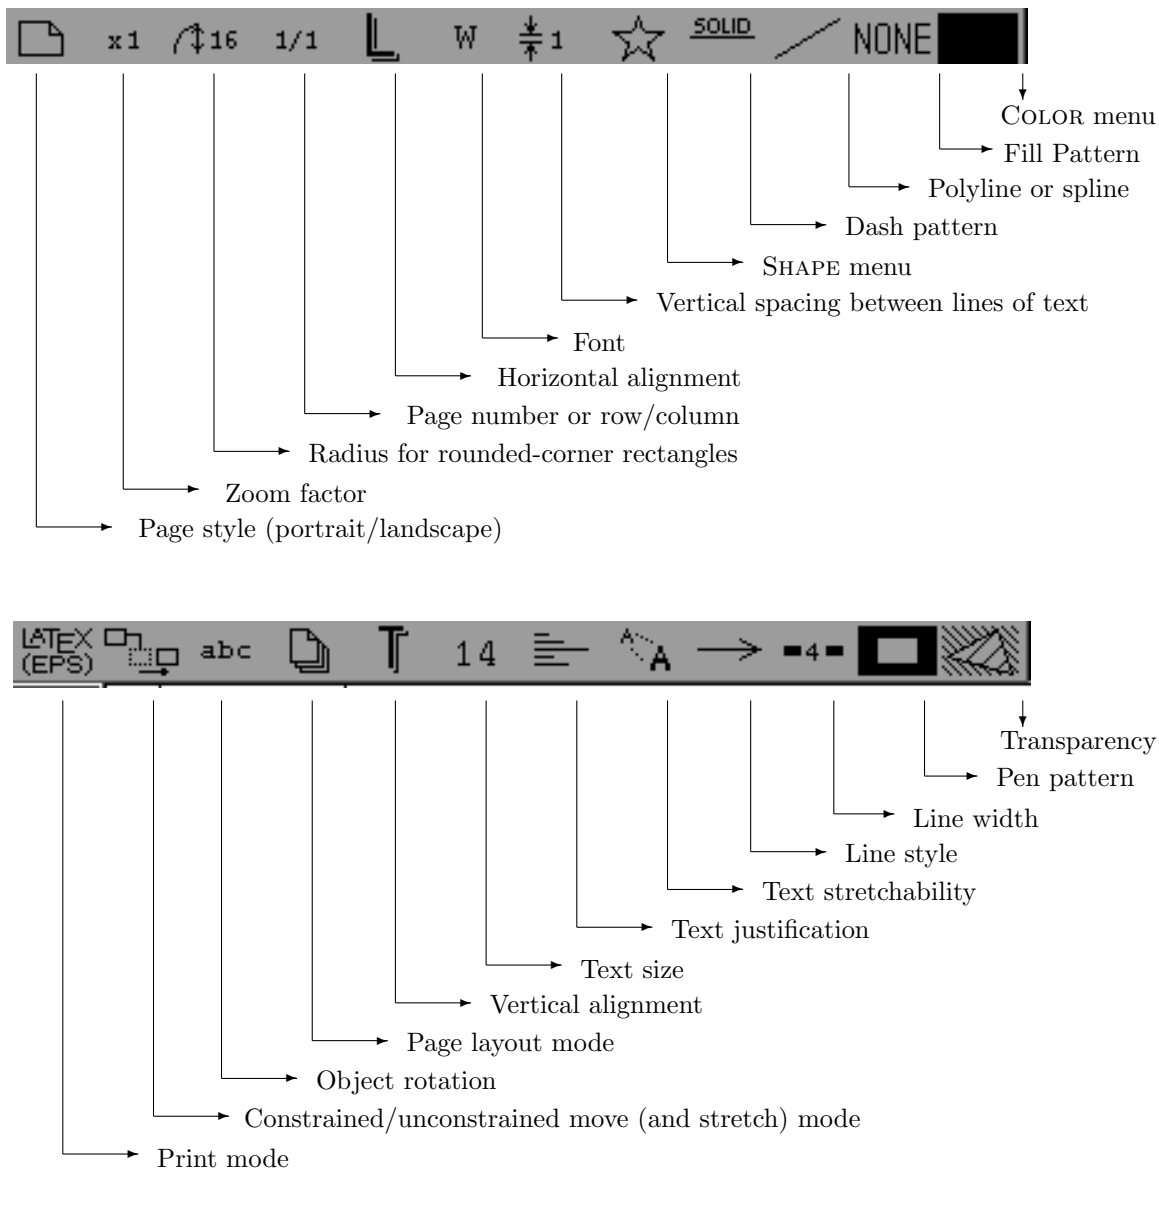 x1 16 1/1 L W 1 SOLID NONE
COLOR menu
Fill Pattern
Polyline or spline
Dash pattern
SHAPE menu
Vertical spacing between lines of text
Font
Horizontal alignment
Page number or row/column
Radius for rounded-corner rectangles
Zoom factor
Page style (portrait/landscape)
LATEX abc T 14 A A 4
(EPS)
Transparency
Pen pattern
Line width
Line style
Text stretchability
Text justification
Text size
Vertical alignment
Page layout mode
Object rotation
Constrained/unconstrained move (and stretch) mode
Print mode